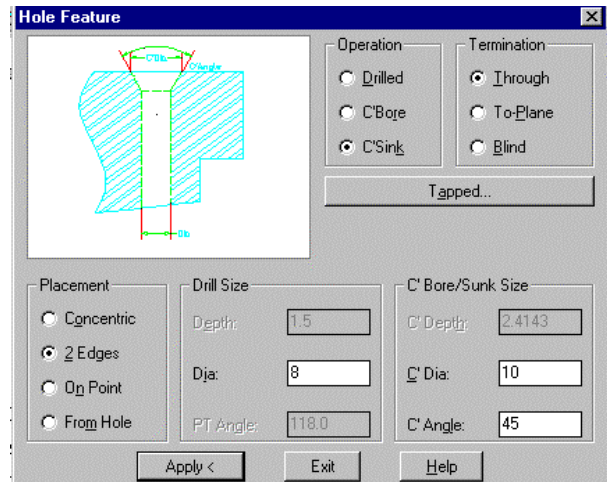 Hole Feature
C'Dia.
C'Angle
Dia
Operation
Drilled
C'Bore
C'Sink
Termination
Through
To-Plane
Blind
Tapped...
Placement
Concentric
2 Edges
On Point
From Hole
Drill Size
Depth: 1.5
Dia: 8
PT Angle: 118.0
C' Bore/Sunk Size
C' Depth: 2.4143
C' Dia: 10
C' Angle: 45
Apply < Exit Help